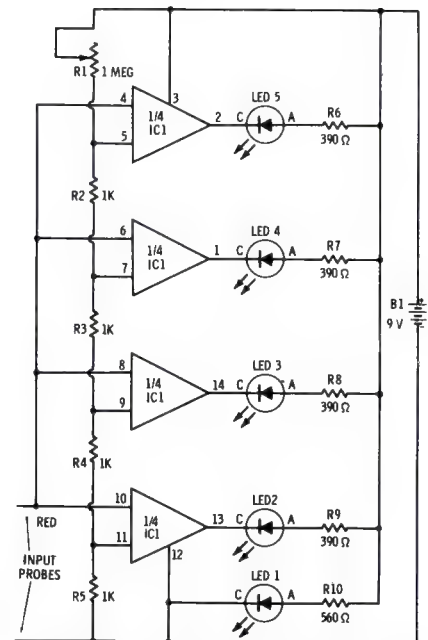 R1 1 MEG
4
3
1/4
IC1
5
2
C
LED 5
A
R6
390 Ω
R2 1K
6
1/4
IC1
7
1
C
LED 4
A
R7
390 Ω
B1
9 V
R3 1K
8
1/4
IC1
9
14
C
LED 3
A
R8
390 Ω
R4 1K
10
RED
1/4
IC1
11
12
13
C
LED2
A
R9
390 Ω
INPUT
PROBES
R5 1K
C
LED 1
A
R10
560 Ω